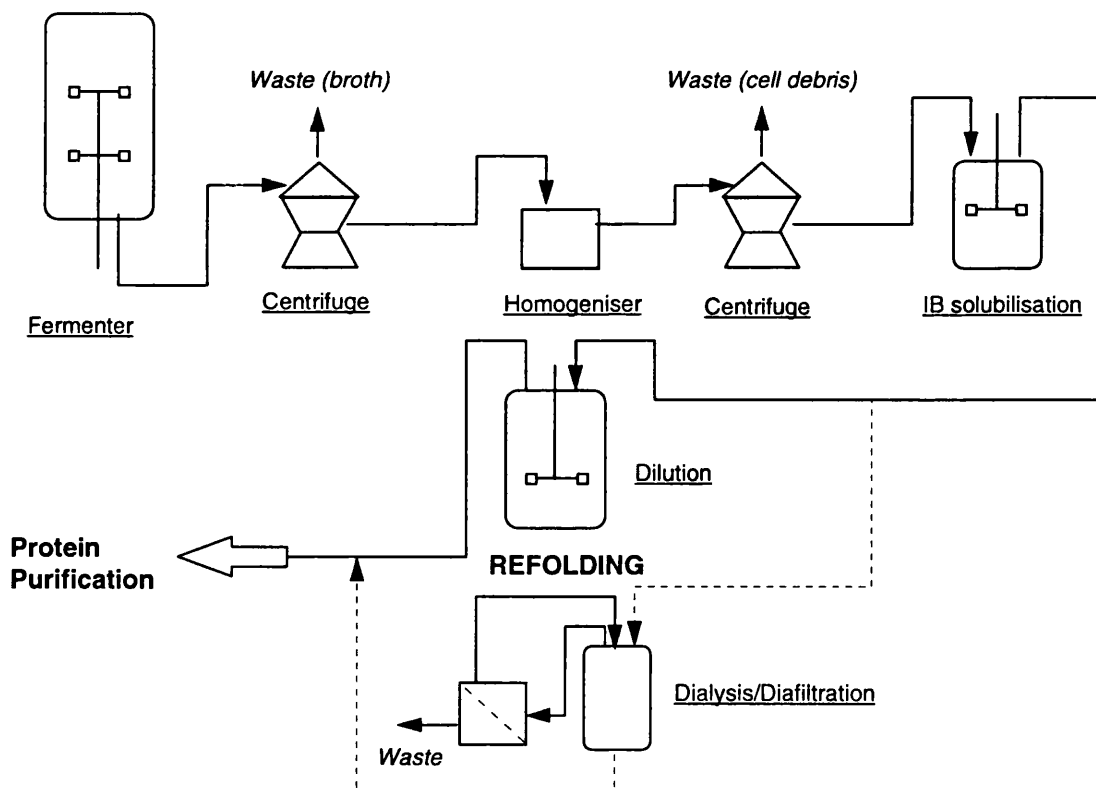 Waste (broth)
Waste (cell debris)
Fermenter
Centrifuge
Homogeniser
Centrifuge
IB solubilisation
Dilution
Protein
Purification
REFOLDING
Dialysis/Diafiltration
Waste